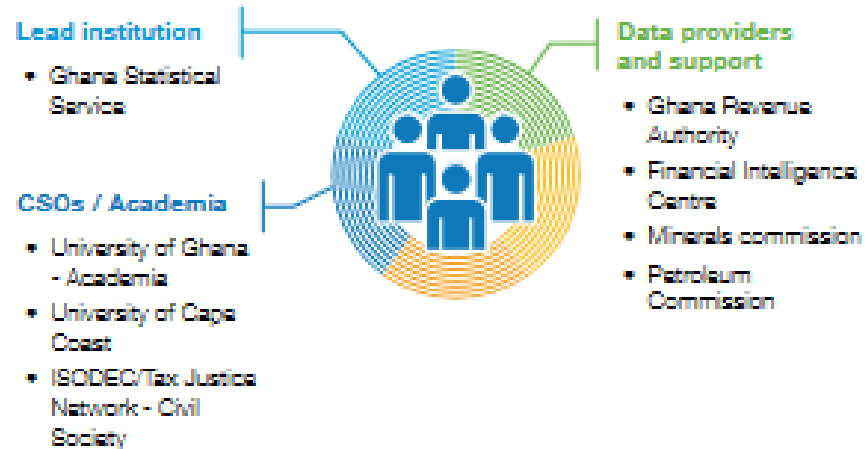 Lead institution
• Ghana Statistical
Service
CSOs / Academia
• University of Ghana
- Academia
• University of Cape
Coast
• ISODEC/Tax Justice
Network - Civil
Society
Data providers
and support
• Ghana Revenue
Authority
• Financial Intelligence
Centre
• Minerals commission
• Petroleum
Commission